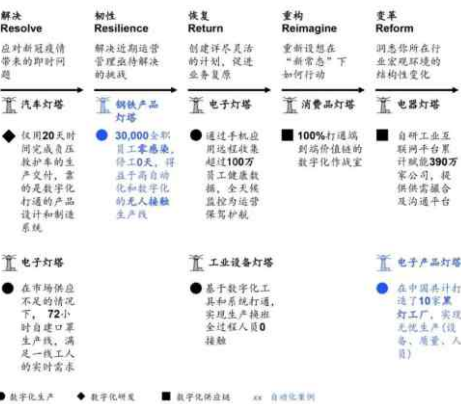 解决
Resolve
应对新冠疫情
带来的即时问
题
韧性
Resilience
解决近期运营
管理亟待解决
的挑战
恢复
Return
创建详尽灵活
的计划，促进
业务复原
重构
Reimagine
重新设想在
“新常态”下
如何行动
变革
Reform
洞悉你所在行
业宏观环境的
结构性变化
汽车灯塔
仅用20天时
间完成负压
救护车的生
产交付，靠
的是数字化
打通的产品
设计和制造
系统
钢铁产品
灯塔
30,000全职
员工零感染，
停工0天，得
益于高自动
化和数字化
的无人接触
生产线
电子灯塔
通过手机应
用远程收集
超过100万
员工健康数
据，全天候
监控为运营
保驾护航
消费品灯塔
100%打通端
到端价值链的
数字化作战室
电器灯塔
自研工业互
联网平台累
计赋能390万
家公司，提
供供需撮合
及沟通平台
电子灯塔
在市场供应
不足的情况
下，72小
时自建口罩
生产线，满
足一线工人
的实时需求
工业设备灯塔
基于数字化工
具和系统打通，
实现生产换班
全过程人员0
接触
电子产品灯塔
在中国共计打
造了10家黑
灯工厂，实现
无忧生产(设
备、质量、人
员)
数字化生产 数字化研发 数字化供应链 xx 自动化案例